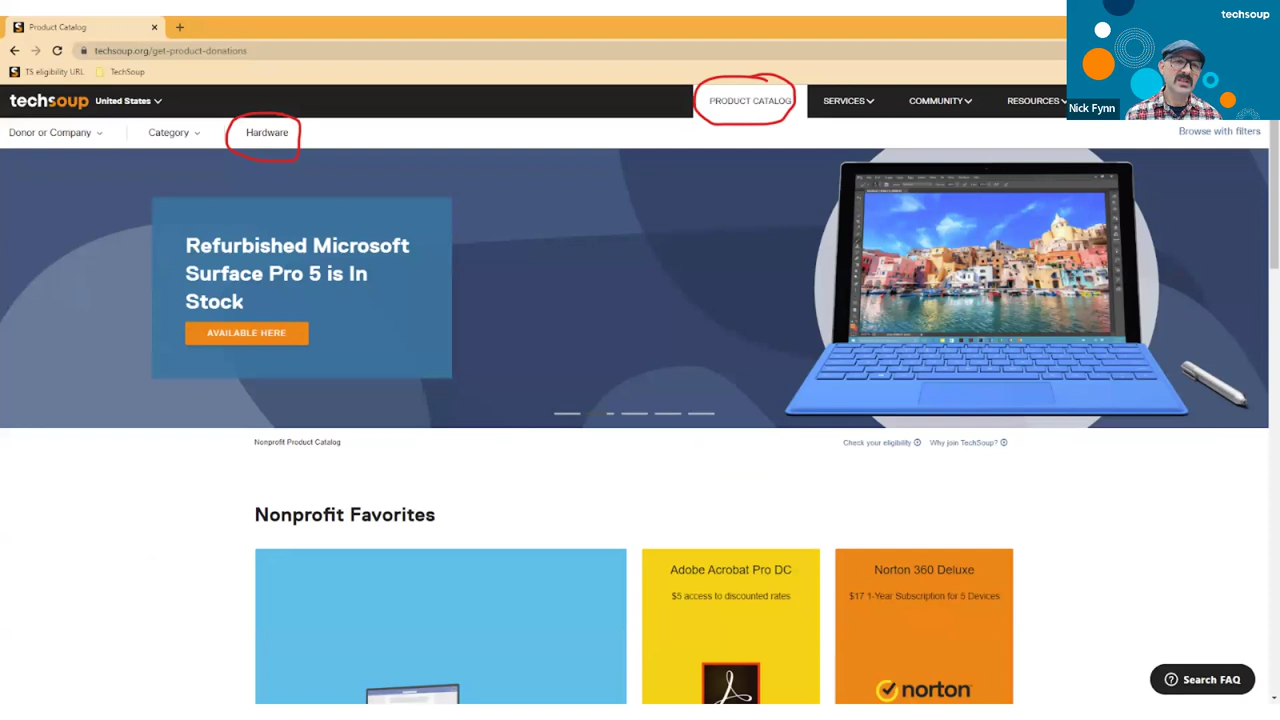 Product Catalog
techsoup.org/get-product-donations
TS eligibility URL TechSoup
techsoup
Nick Fynn
techsoup United States PRODUCT CATALOG SERVICES COMMUNITY RESOURCES
Donor or Company Category Hardware Browse with filters
Refurbished Microsoft
Surface Pro 5 is In
Stock
AVAILABLE HERE
Nonprofit Product Catalog Check your eligibility Why join TechSoup?
Nonprofit Favorites
Adobe Acrobat Pro DC
$5 access to discounted rates
Norton 360 Deluxe
$17 1-Year Subscription for 5 Devices
norton
Search FAQ